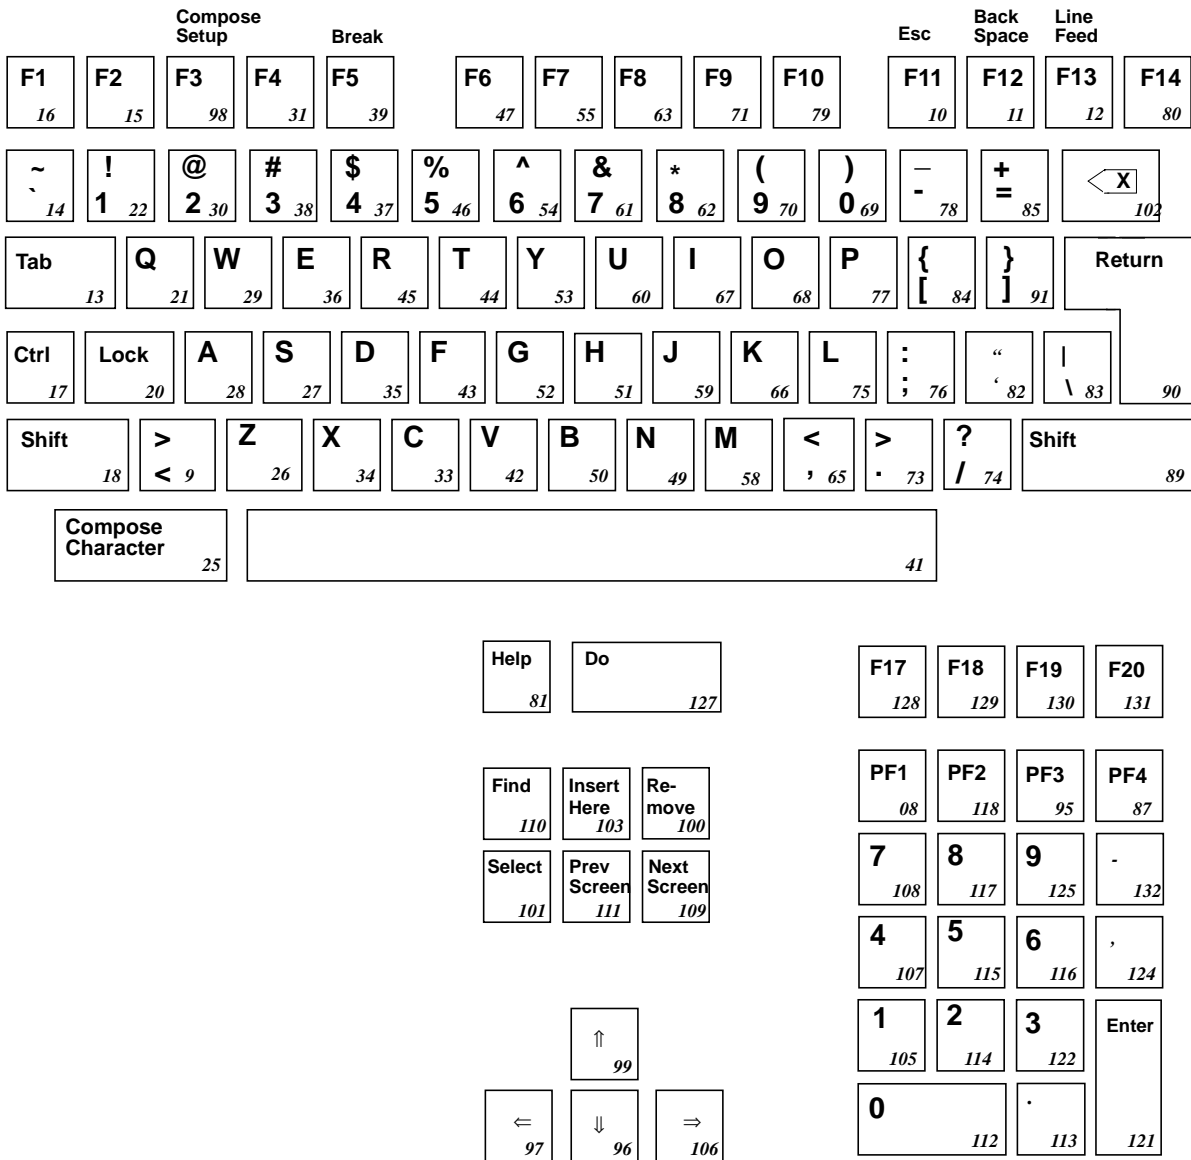 Compose
Setup
Break
Esc
Back
Space
Line
Feed
F1 F2 F3 F4 F5 F6 F7 F8 F9 F10 F11 F12 F13 F14
16 15 98 31 39 47 55 63 71 79 10 11 12 80
~ ! @ # $ % ^ & * ( ) _ + X
` 1 2 3 4 5 6 7 8 9 0 - =
14 22 30 38 37 46 54 61 62 70 69 78 85 102
Tab Q W E R T Y U I O P { } Return
[ ]
13 21 29 36 45 44 53 60 67 68 77 84 91
Ctrl Lock A S D F G H J K L : “ |
; ‘ \
17 20 28 27 35 43 52 51 59 66 75 76 82 83 90
Shift > Z X C V B N M < > ? Shift
< , . /
18 9 26 34 33 42 50 49 58 65 73 74 89
Compose
Character
25 41
Help Do F17 F18 F19 F20
81 127 128 129 130 131
PF1 PF2 PF3 PF4
08 118 95 87
Find Insert
Here Re-
move
110 103 100
7 8 9 -
108 117 125 132
Select Prev
Screen Next
Screen
101 111 109
4 5 6 ,
107 115 116 124
1 2 3 Enter
105 114 122
⇑
99
0 .
112 113 121
⇐ ⇓ ⇒
97 96 106